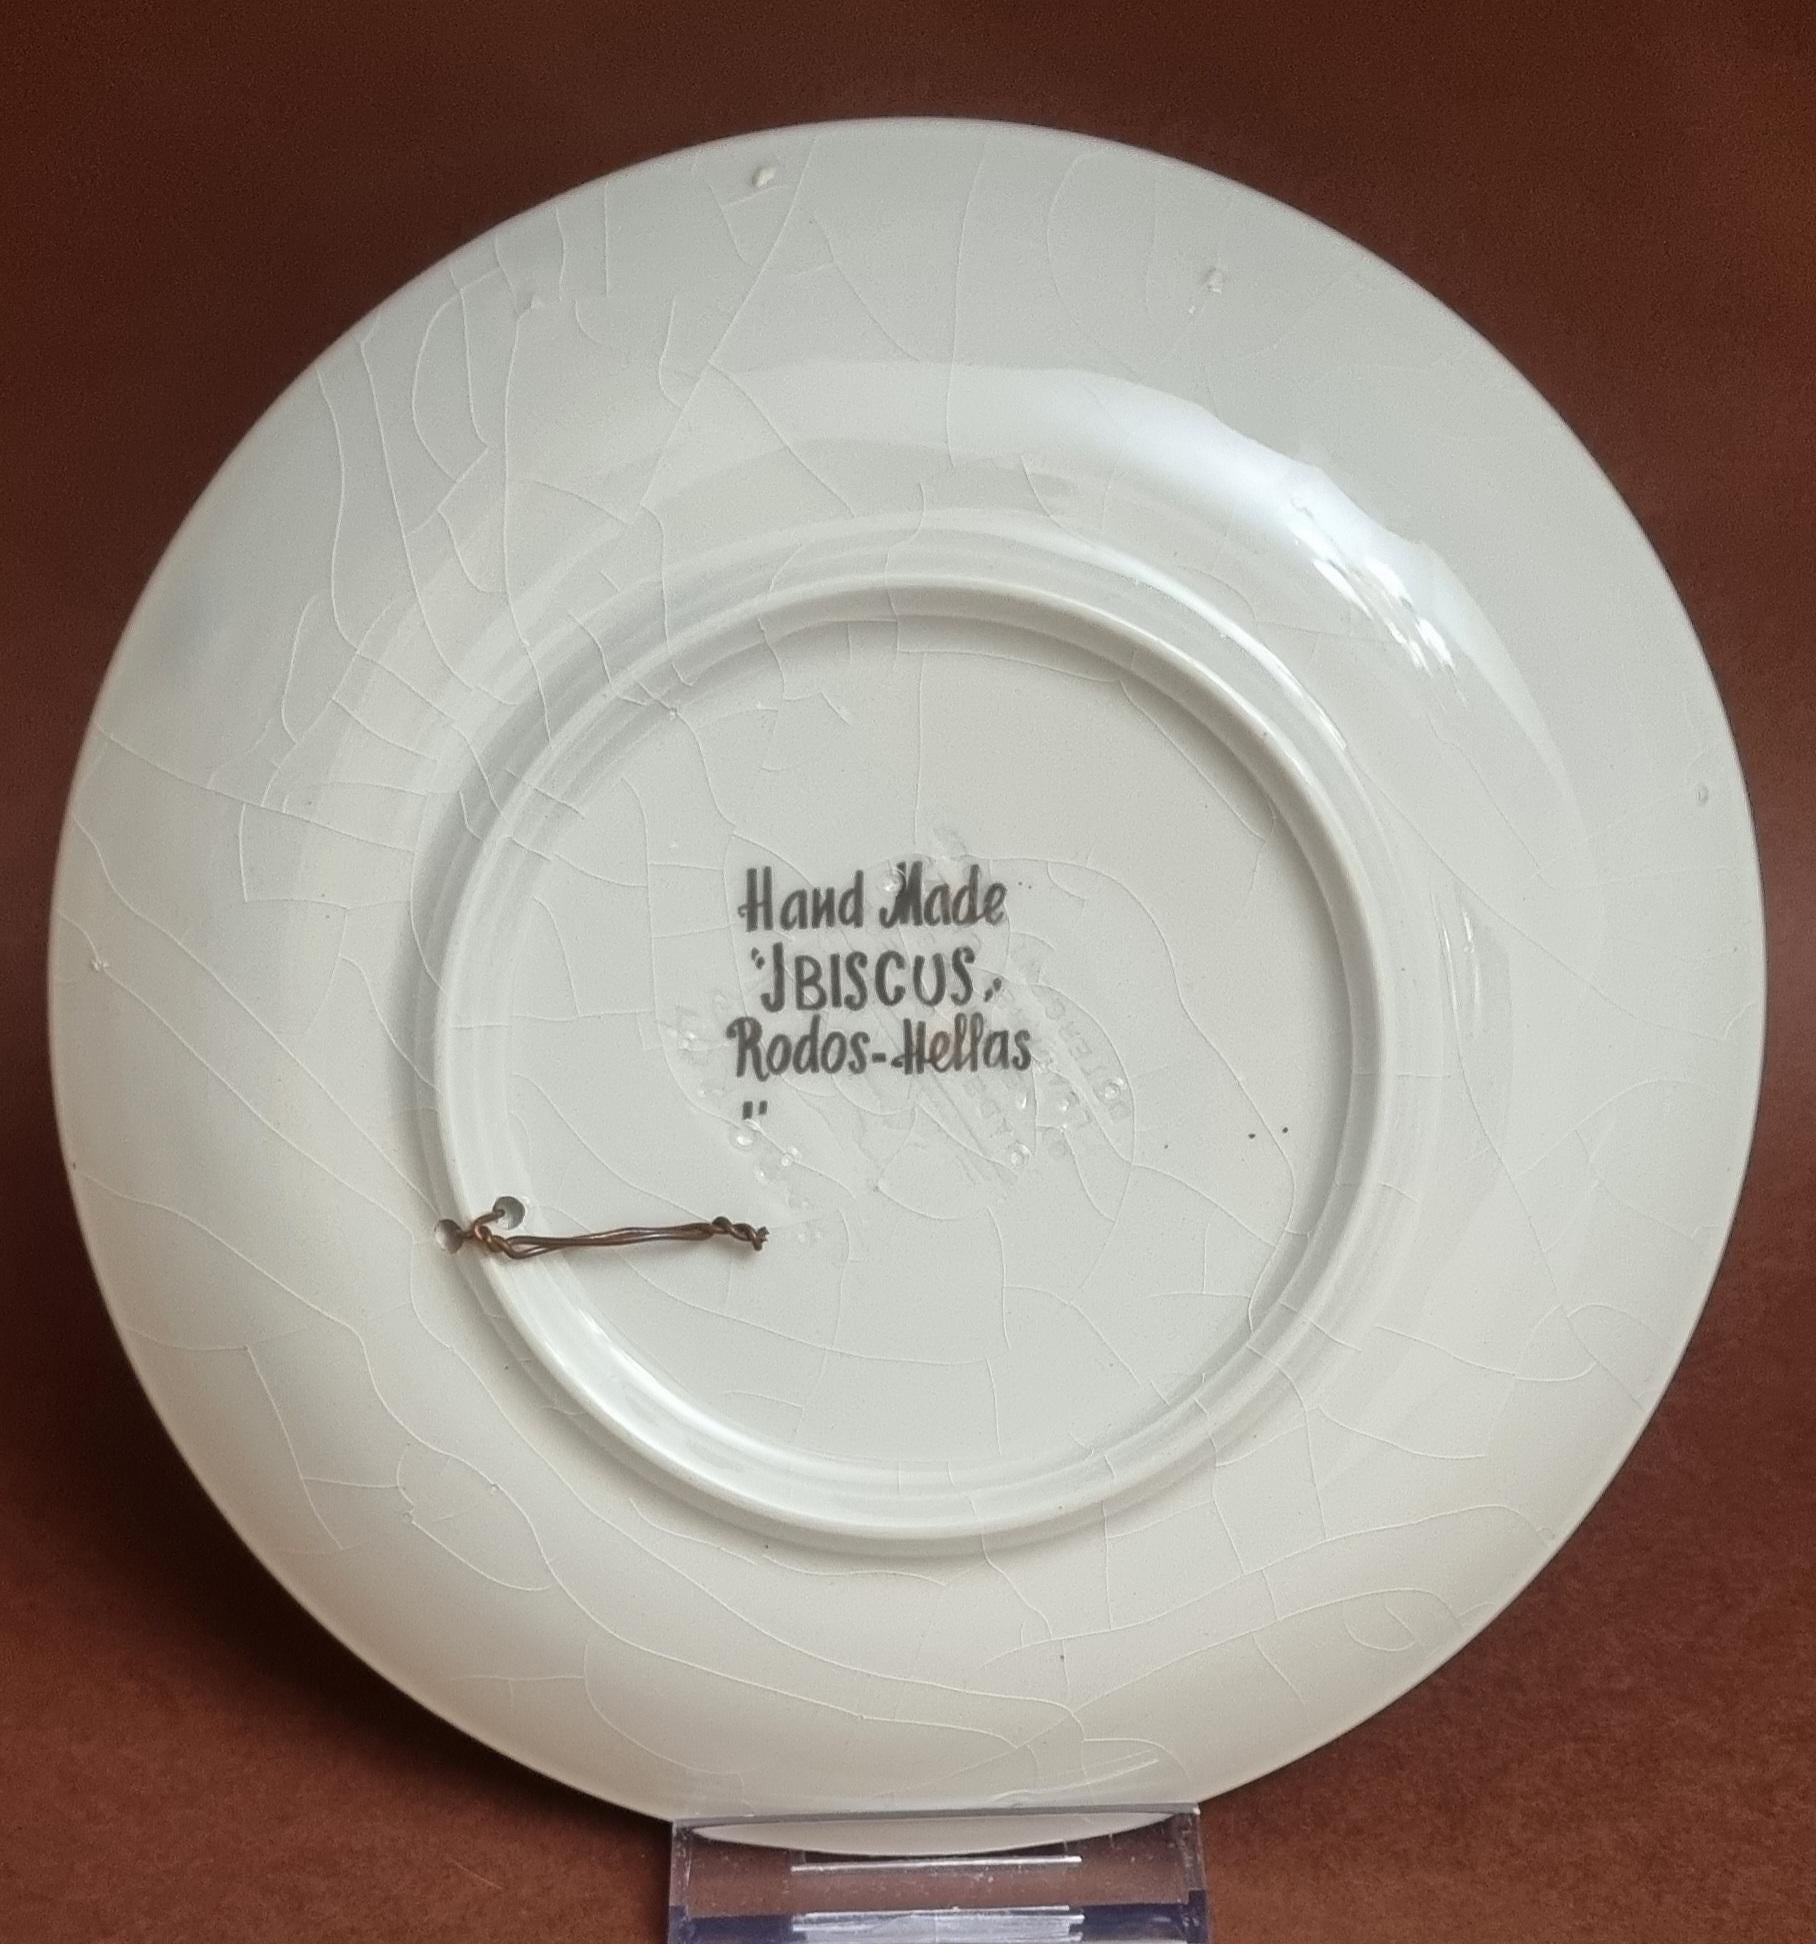 Hand Made
"IBISCUS"
Rodos-Hellas
"